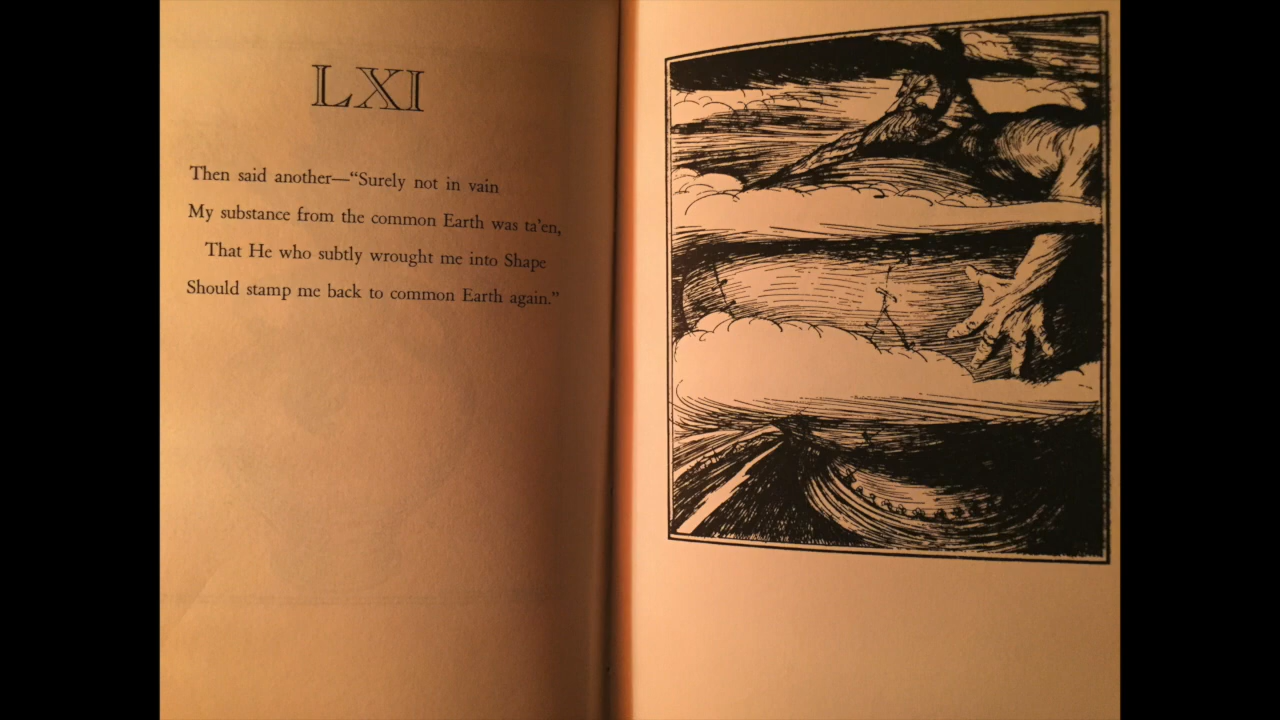 LXI
Then said another—“Surely not in vain
My substance from the common Earth was ta’en,
That He who subtly wrought me into Shape
Should stamp me back to common Earth again.”